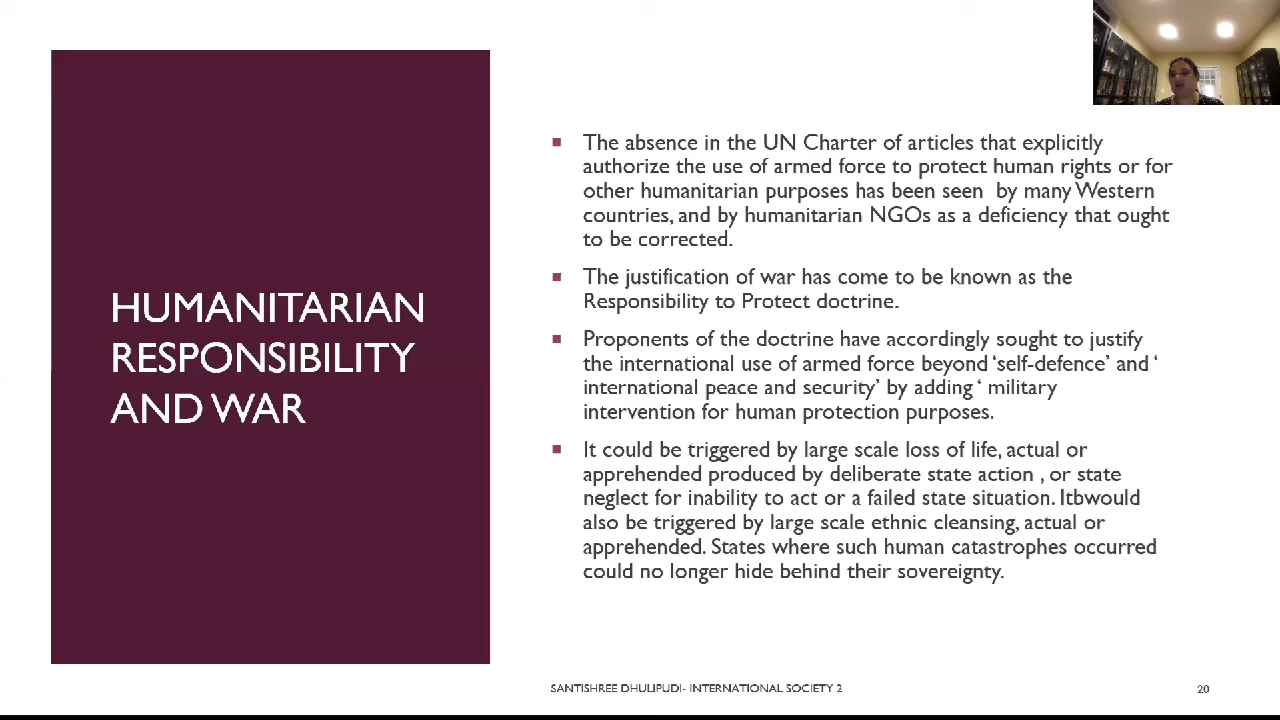 HUMANITARIAN
RESPONSIBILITY
AND WAR
The absence in the UN Charter of articles that explicitly
authorize the use of armed force to protect human rights or for
other humanitarian purposes has been seen by many Western
countries, and by humanitarian NGOs as a deficiency that ought
to be corrected.
The justification of war has come to be known as the
Responsibility to Protect doctrine.
Proponents of the doctrine have accordingly sought to justify
the international use of armed force beyond ‘self-defence’ and ‘
international peace and security’ by adding ‘ military
intervention for human protection purposes.
It could be triggered by large scale loss of life, actual or
apprehended produced by deliberate state action , or state
neglect for inability to act or a failed state situation. Itbwould
also be triggered by large scale ethnic cleansing, actual or
apprehended. States where such human catastrophes occurred
could no longer hide behind their sovereignty.
SANTISHREE DHULIPUDI- INTERNATIONAL SOCIETY 2
20